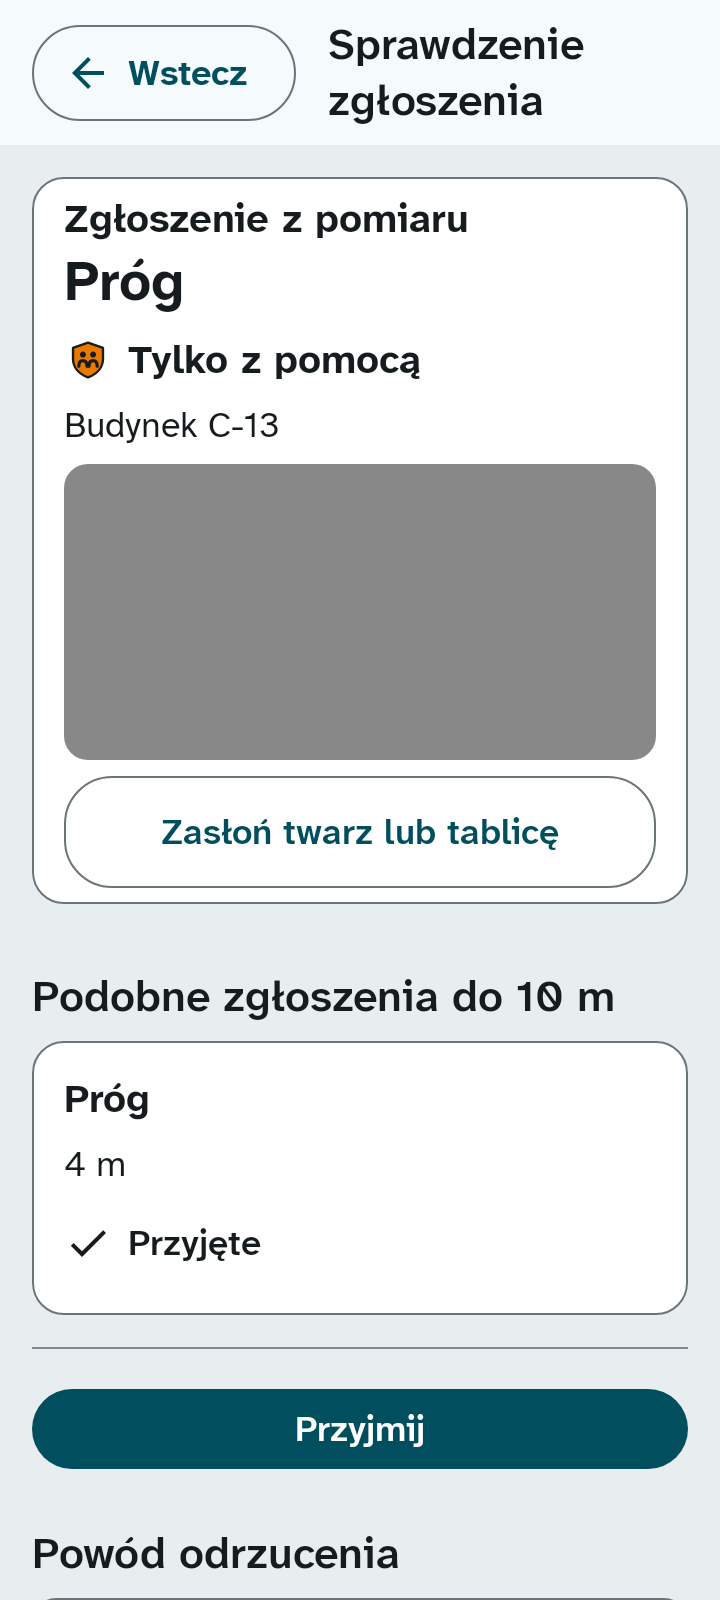 Wstecz
Sprawdzenie
zgłoszenia
Zgłoszenie z pomiaru
Próg
Tylko z pomocą
Budynek C-13
Zasłoń twarz lub tablicę
Podobne zgłoszenia do 10 m
Próg
4 m
Przyjęte
Przyjmij
Powód odrzucenia